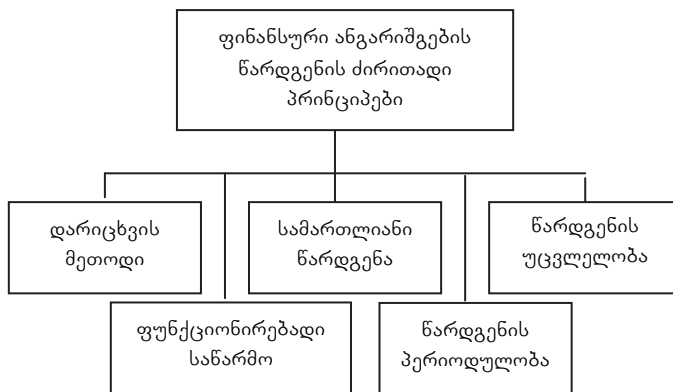 ფინანსური ანგარიშგების
წარდგენის ძირითადი
პრინციპები
დარიცხვის
მეთოდი
სამართლიანი
წარდგენა
წარდგენის
უცვლელობა
ფუნქციონირებადი
საწარმო
წარდგენის
პერიოდულობა